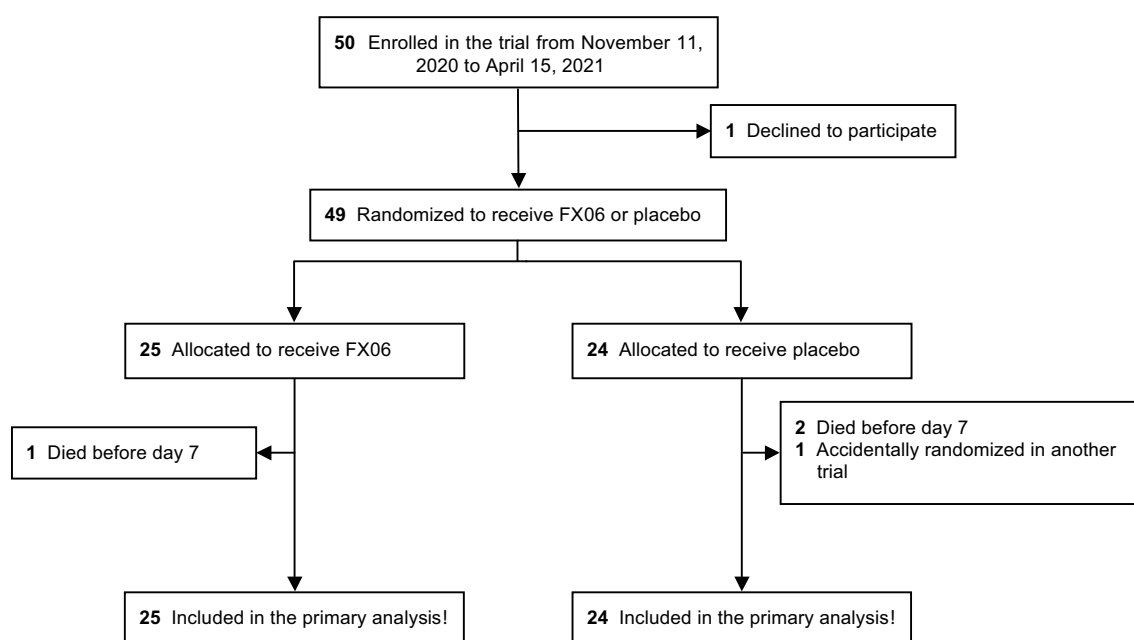 50 Enrolled in the trial from November 11,
2020 to April 15, 2021
1 Declined to participate
49 Randomized to receive FX06 or placebo
25 Allocated to receive FX06
24 Allocated to receive placebo
1 Died before day 7
2 Died before day 7
1 Accidentally randomized in another
trial
25 Included in the primary analysis!
24 Included in the primary analysis!